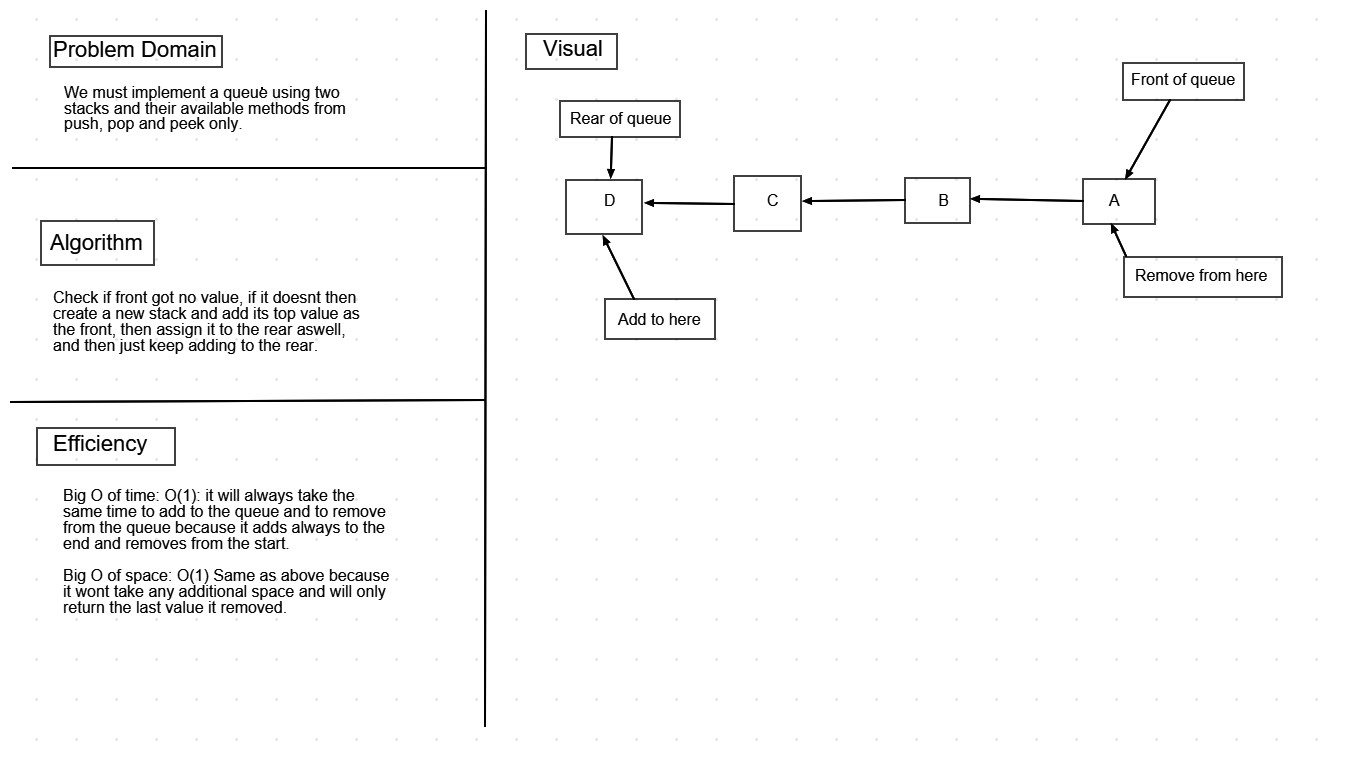 Problem Domain
We must implement a queue using two
stacks and their available methods from
push, pop and peek only.
Algorithm
Check if front got no value, if it doesnt then
create a new stack and add its top value as
the front, then assign it to the rear aswell,
and then just keep adding to the rear.
Efficiency
Big O of time: O(1): it will always take the
same time to add to the queue and to remove
from the queue because it adds always to the
end and removes from the start.
Big O of space: O(1) Same as above because
it wont take any additional space and will only
return the last value it removed.
Visual
Front of queue
Rear of queue
D
C
B
A
Remove from here
Add to here